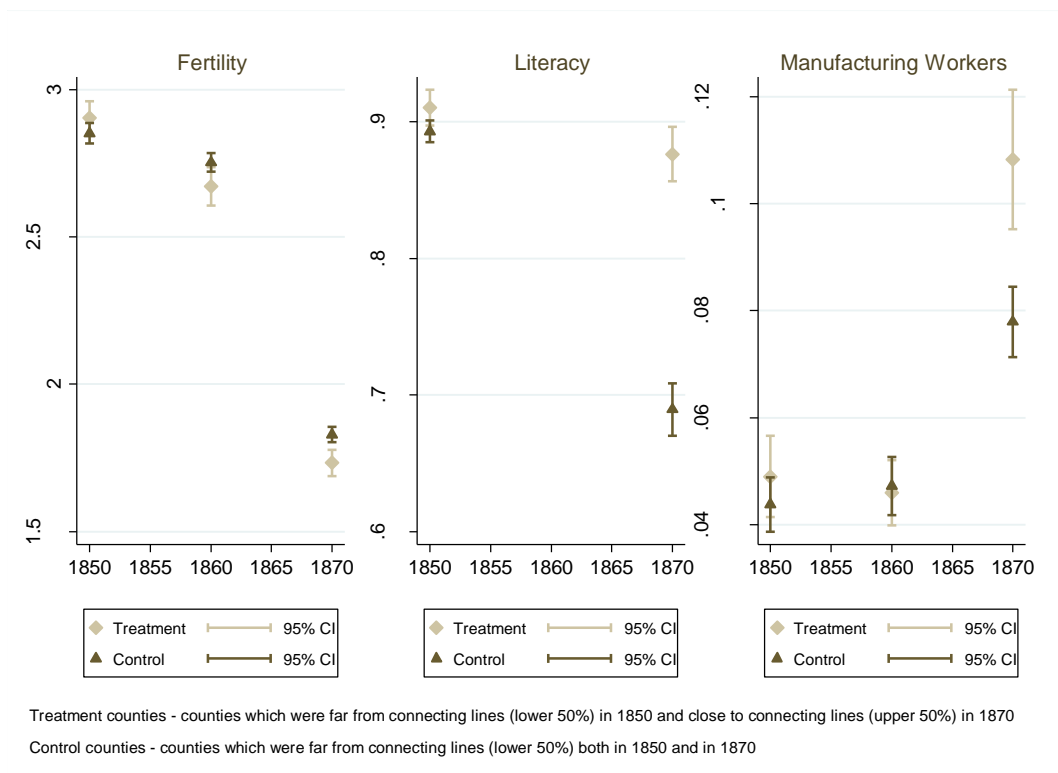 Fertility
3
2.5
2
1.5
1850 1855 1860 1865 1870
Treatment 95% CI
Control 95% CI
Literacy
.9
.8
.7
.6
1850 1855 1860 1865 1870
Treatment 95% CI
Control 95% CI
Manufacturing Workers
.12
.1
.08
.06
.04
1850 1855 1860 1865 1870
Treatment 95% CI
Control 95% CI
Treatment counties - counties which were far from connecting lines (lower 50%) in 1850 and close to connecting lines (upper 50%) in 1870
Control counties - counties which were far from connecting lines (lower 50%) both in 1850 and in 1870